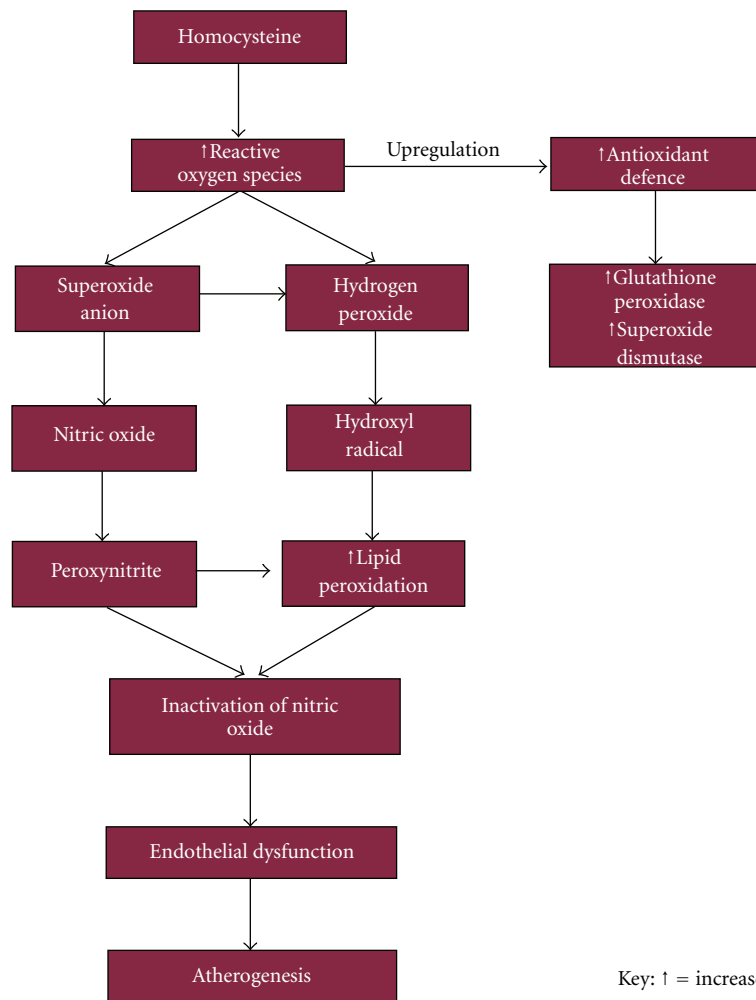 Homocysteine
↑Reactive
oxygen species
Upregulation
↑Antioxidant
defence
Superoxide
anion
Hydrogen
peroxide
↑Glutathione
peroxidase
↑Superoxide
dismutase
Nitric oxide
Hydroxyl
radical
Peroxynitrite
↑Lipid
peroxidation
Inactivation of nitric
oxide
Endothelial dysfunction
Atherogenesis
Key: ↑ = increase